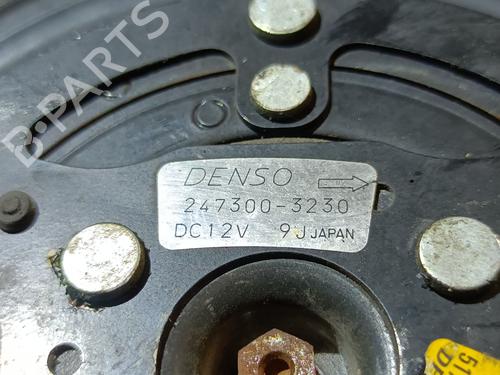 B-PARTS
DENSO
247300-3230
DC12V 9J JAPAN